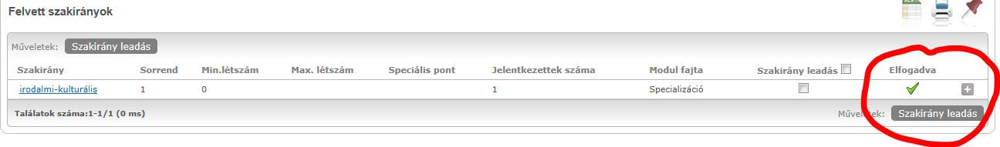 Felvett szakirányok
XLS
Műveletek: Szakirány leadás
Szakirány Sorrend Min.létszám Max. létszám Speciális pont Jelentkezettek száma Modul fajta Szakirány leadás Elfogadva
irodalmi-kulturális 1 0 1 Specializáció
Találatok száma:1-1/1 (0 ms) Műveletek: Szakirány leadás